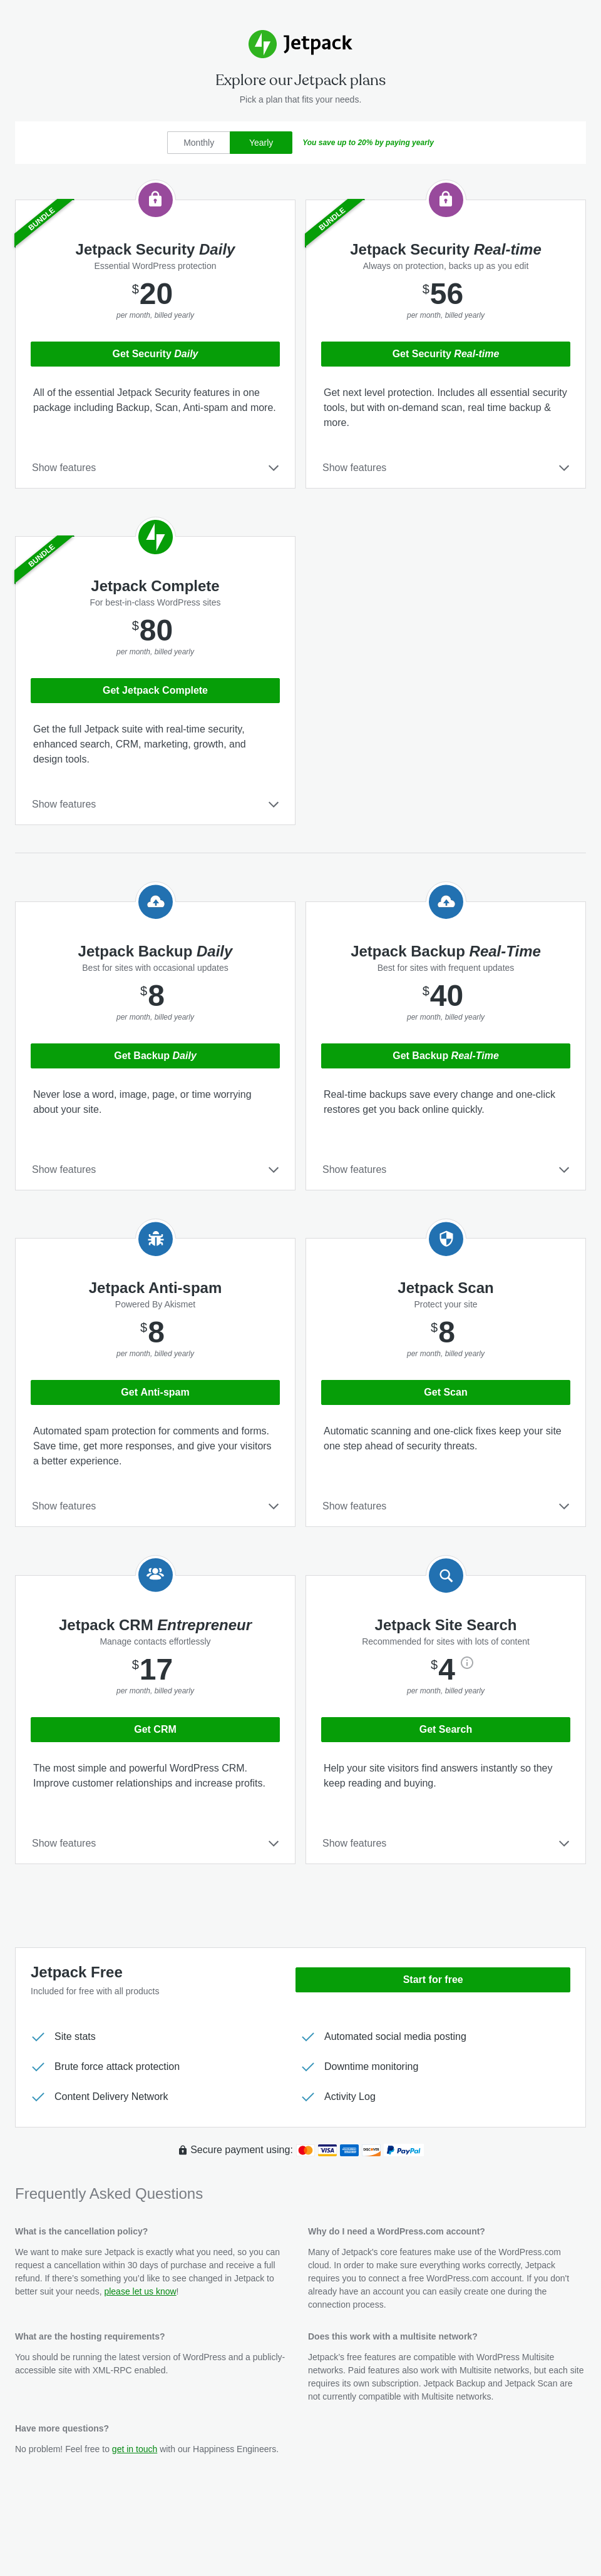 Jetpack
Explore our Jetpack plans
Pick a plan that fits your needs.
Monthly
Yearly
You save up to 20% by paying yearly
BUNDLE
Jetpack Security Daily
Essential WordPress protection
$20
per month, billed yearly
Get Security Daily
All of the essential Jetpack Security features in one
package including Backup, Scan, Anti-spam and more.
Show features
BUNDLE
Jetpack Security Real-time
Always on protection, backs up as you edit
$56
per month, billed yearly
Get Security Real-time
Get next level protection. Includes all essential security
tools, but with on-demand scan, real time backup &
more.
Show features
BUNDLE
Jetpack Complete
For best-in-class WordPress sites
$80
per month, billed yearly
Get Jetpack Complete
Get the full Jetpack suite with real-time security,
enhanced search, CRM, marketing, growth, and
design tools.
Show features
Jetpack Backup Daily
Best for sites with occasional updates
$8
per month, billed yearly
Get Backup Daily
Never lose a word, image, page, or time worrying
about your site.
Show features
Jetpack Backup Real-Time
Best for sites with frequent updates
$40
per month, billed yearly
Get Backup Real-Time
Real-time backups save every change and one-click
restores get you back online quickly.
Show features
Jetpack Anti-spam
Powered By Akismet
$8
per month, billed yearly
Get Anti-spam
Automated spam protection for comments and forms.
Save time, get more responses, and give your visitors
a better experience.
Show features
Jetpack Scan
Protect your site
$8
per month, billed yearly
Get Scan
Automatic scanning and one-click fixes keep your site
one step ahead of security threats.
Show features
Jetpack CRM Entrepreneur
Manage contacts effortlessly
$17
per month, billed yearly
Get CRM
The most simple and powerful WordPress CRM.
Improve customer relationships and increase profits.
Show features
Jetpack Site Search
Recommended for sites with lots of content
$4
per month, billed yearly
Get Search
Help your site visitors find answers instantly so they
keep reading and buying.
Show features
Jetpack Free
Included for free with all products
Start for free
Site stats
Automated social media posting
Brute force attack protection
Downtime monitoring
Content Delivery Network
Activity Log
Secure payment using:
VISA
DISCOVER
PayPal
Frequently Asked Questions
What is the cancellation policy?
We want to make sure Jetpack is exactly what you need, so you can
request a cancellation within 30 days of purchase and receive a full
refund. If there's something you'd like to see changed in Jetpack to
better suit your needs, please let us know!
Why do I need a WordPress.com account?
Many of Jetpack's core features make use of the WordPress.com
cloud. In order to make sure everything works correctly, Jetpack
requires you to connect a free WordPress.com account. If you don't
already have an account you can easily create one during the
connection process.
What are the hosting requirements?
You should be running the latest version of WordPress and a publicly-
accessible site with XML-RPC enabled.
Does this work with a multisite network?
Jetpack's free features are compatible with WordPress Multisite
networks. Paid features also work with Multisite networks, but each site
requires its own subscription. Jetpack Backup and Jetpack Scan are
not currently compatible with Multisite networks.
Have more questions?
No problem! Feel free to get in touch with our Happiness Engineers.